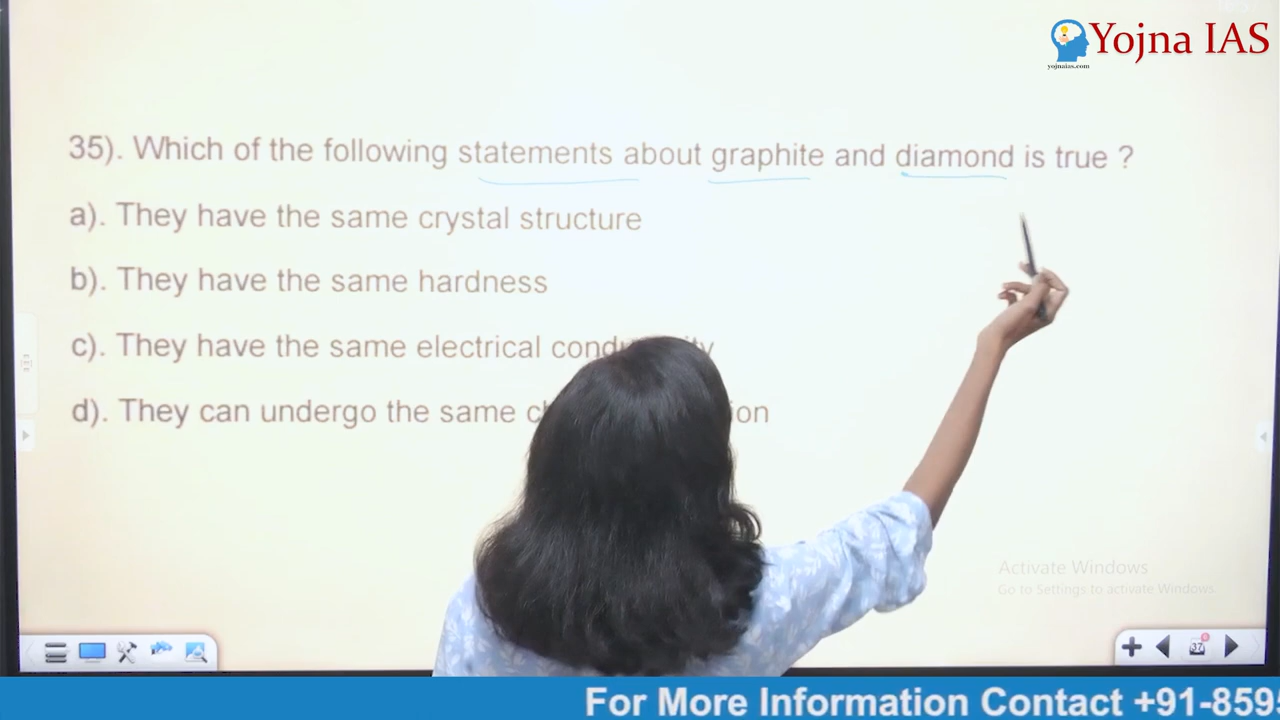 Yojna IAS
yojnaias.com
35). Which of the following statements about graphite and diamond is true ?
a). They have the same crystal structure
b). They have the same hardness
c). They have the same electrical
d). They can undergo the same
Activate Windows
Go to Settings to activate Windows.
37
For More Information Contact +91-859